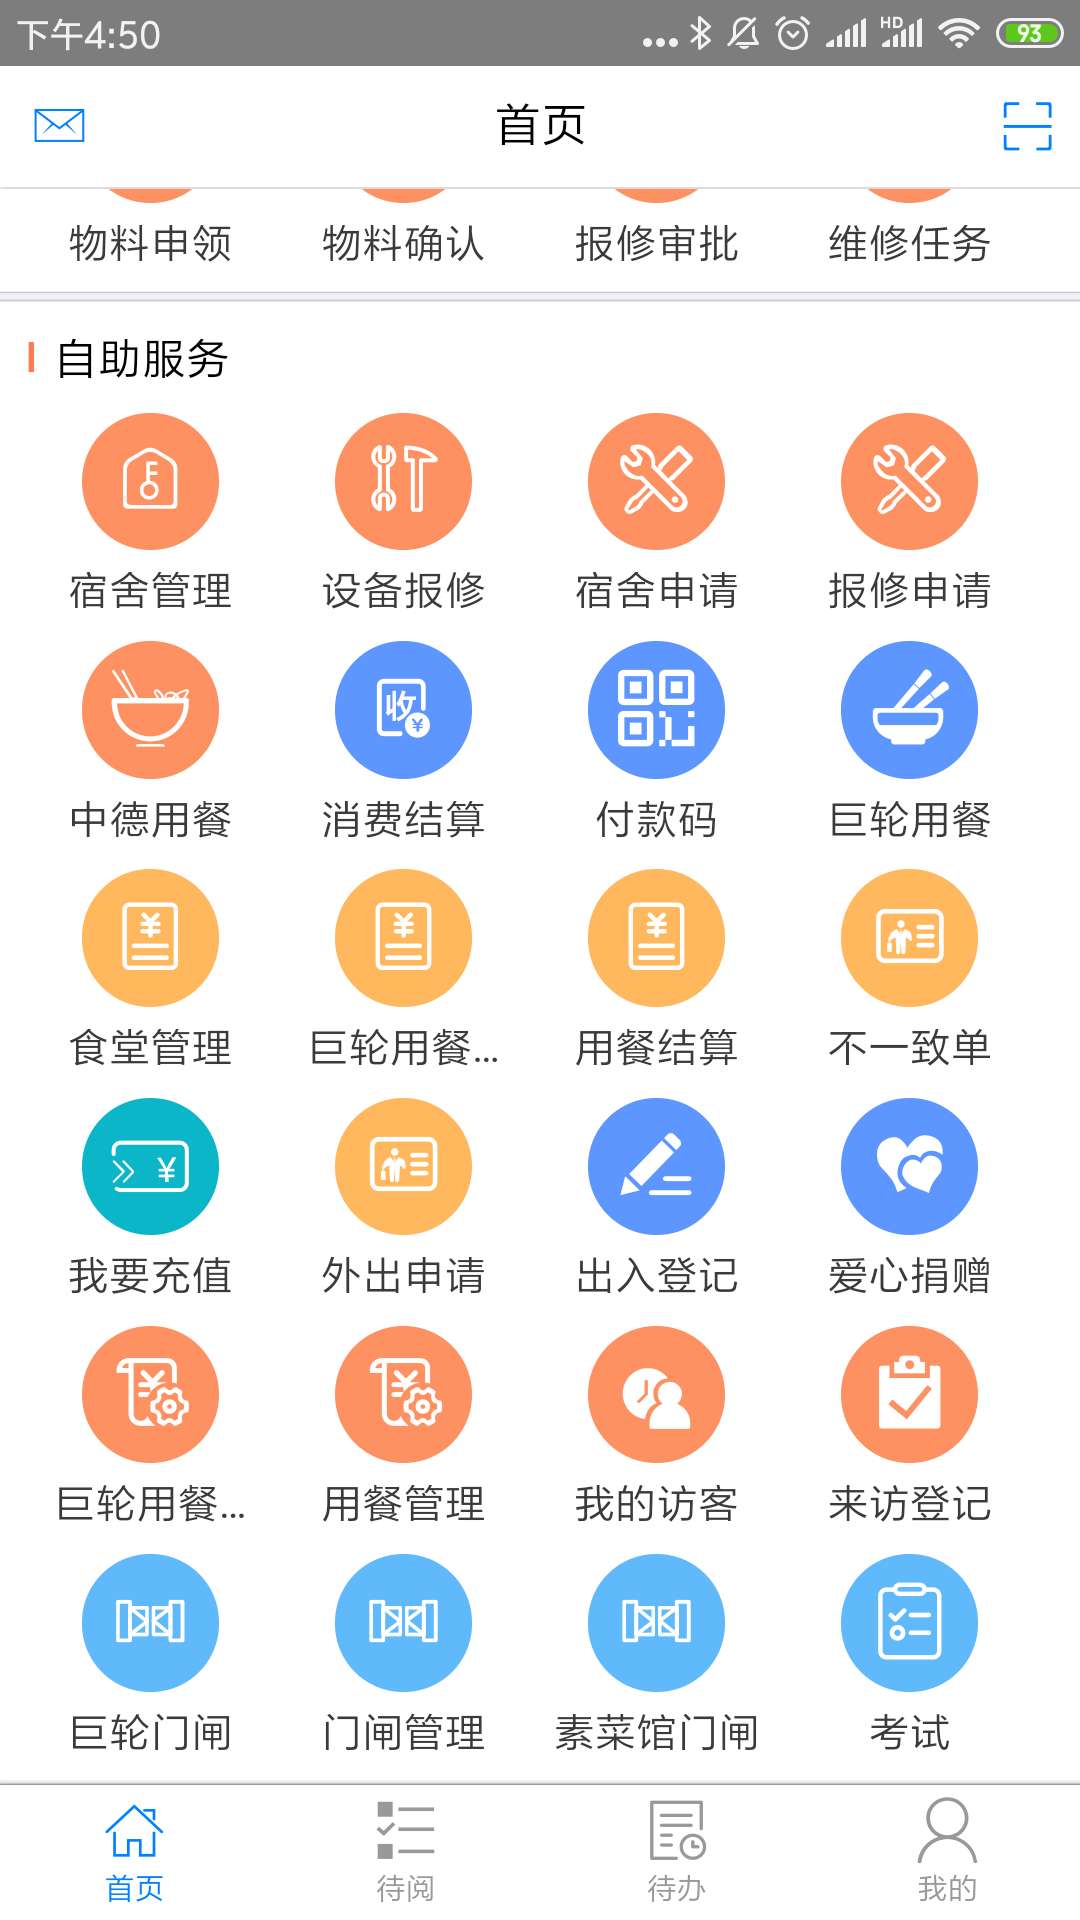 下午4:50
HD
93
首页
物料申领 物料确认 报修审批 维修任务
自助服务
宿舍管理 设备报修 宿舍申请 报修申请
收 ¥
中德用餐 消费结算 付款码 巨轮用餐
¥ ¥ ¥
食堂管理 巨轮用餐... 用餐结算 不一致单
¥
我要充值 外出申请 出入登记 爱心捐赠
¥ ¥
巨轮用餐... 用餐管理 我的访客 来访登记
巨轮门闸 门闸管理 素菜馆门闸 考试
首页 待阅 待办 我的